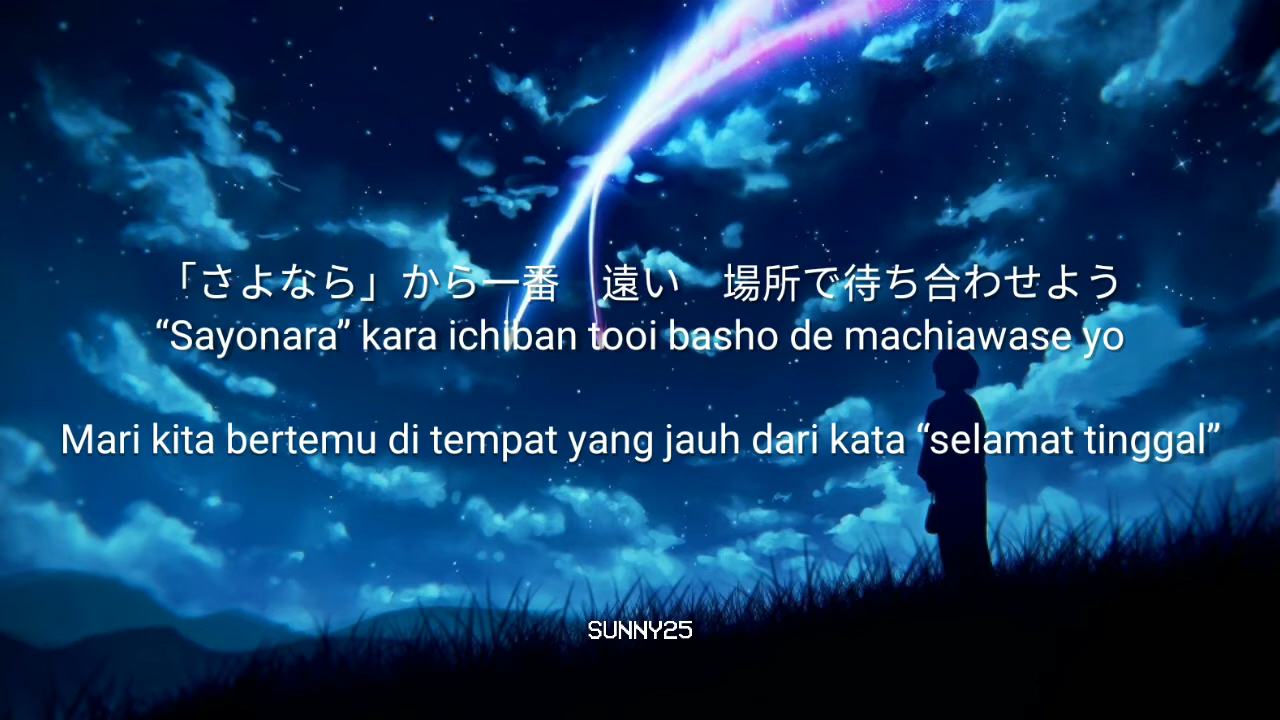 「さよなら」から一番　遠い　場所で待ち合わせよう
“Sayonara” kara ichiban tooi basho de machiawase yo
Mari kita bertemu di tempat yang jauh dari kata “selamat tinggal”
SUNNY25